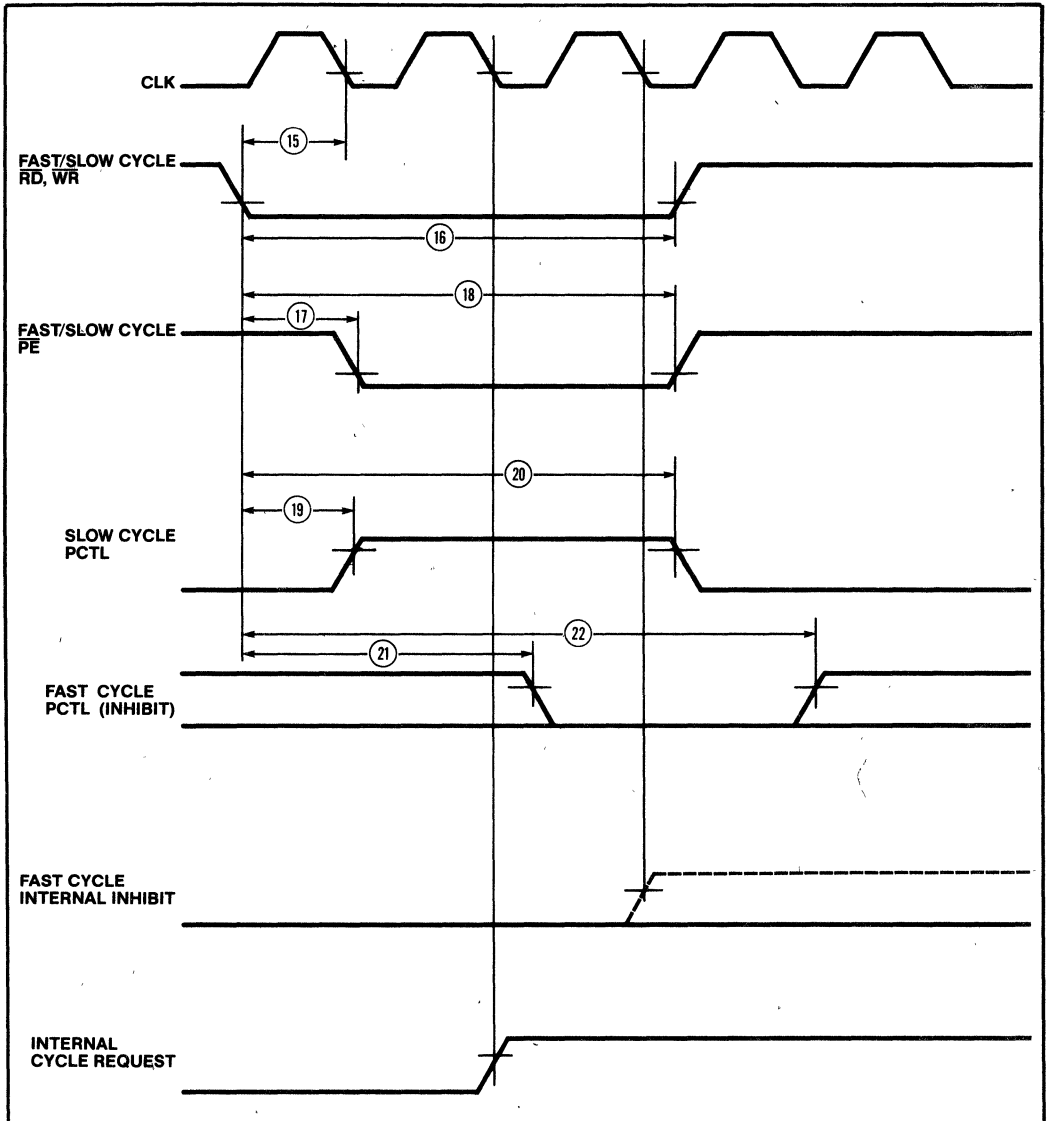 CLK
15
FAST/SLOW CYCLE
RD, WR
16
18
17
FAST/SLOW CYCLE
PE
20
19
SLOW CYCLE
PCTL
22
21
FAST CYCLE
PCTL (INHIBIT)
FAST CYCLE
INTERNAL INHIBIT
INTERNAL
CYCLE REQUEST